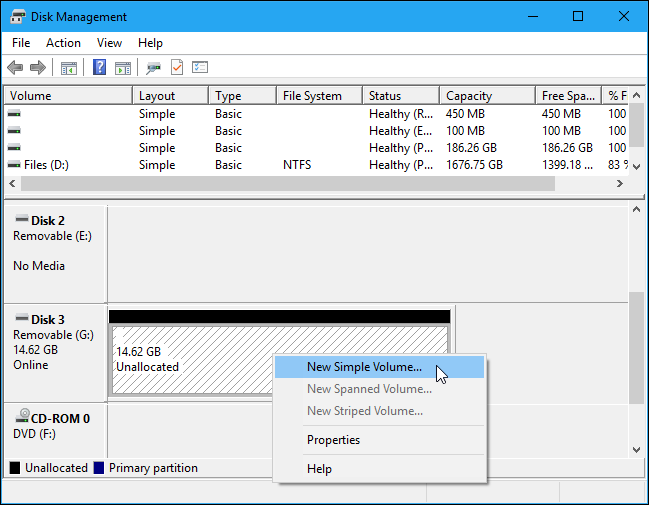 Disk Management
File Action View Help
Volume Layout Type File System Status Capacity Free Spa... % F
Simple Basic Healthy (R... 450 MB 450 MB 100
Simple Basic Healthy (E... 100 MB 100 MB 100
Simple Basic Healthy (P... 186.26 GB 186.26 GB 100
Files (D:) Simple Basic NTFS Healthy (P... 1676.75 GB 1399.18 ... 83 %
Disk 2
Removable (E:)
No Media
Disk 3
Removable (G:)
14.62 GB
Online
14.62 GB
Unallocated
New Simple Volume...
New Spanned Volume...
New Striped Volume...
Properties
Help
CD-ROM 0
DVD (F:)
Unallocated Primary partition